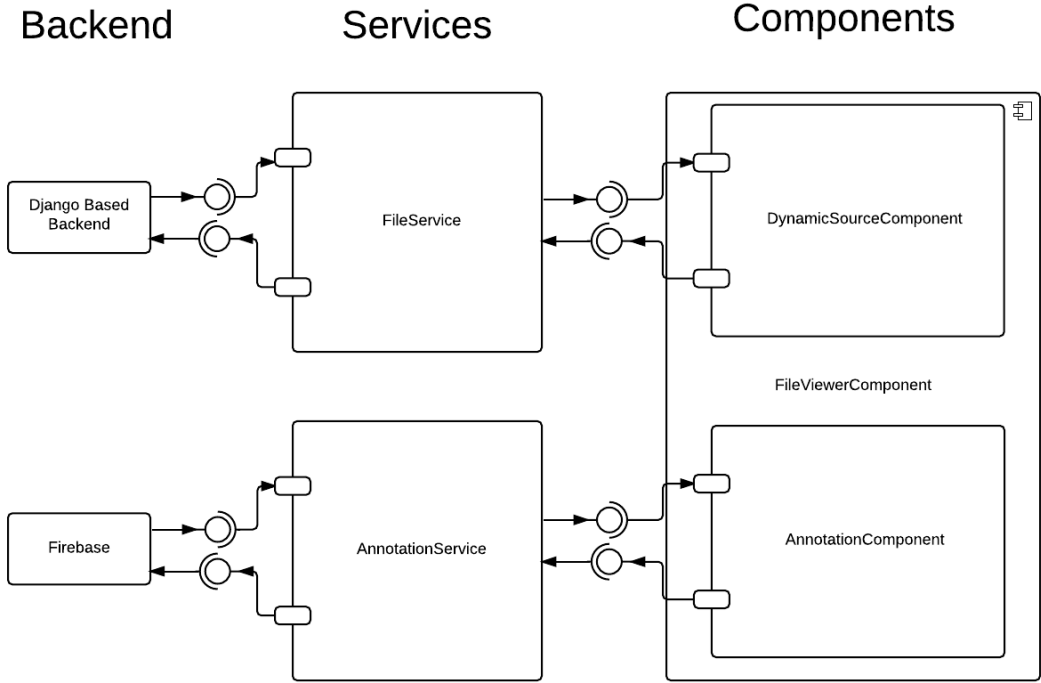 Backend
Services
Components
Django Based
Backend
FileService
DynamicSourceComponent
FileViewerComponent
Firebase
AnnotationService
AnnotationComponent